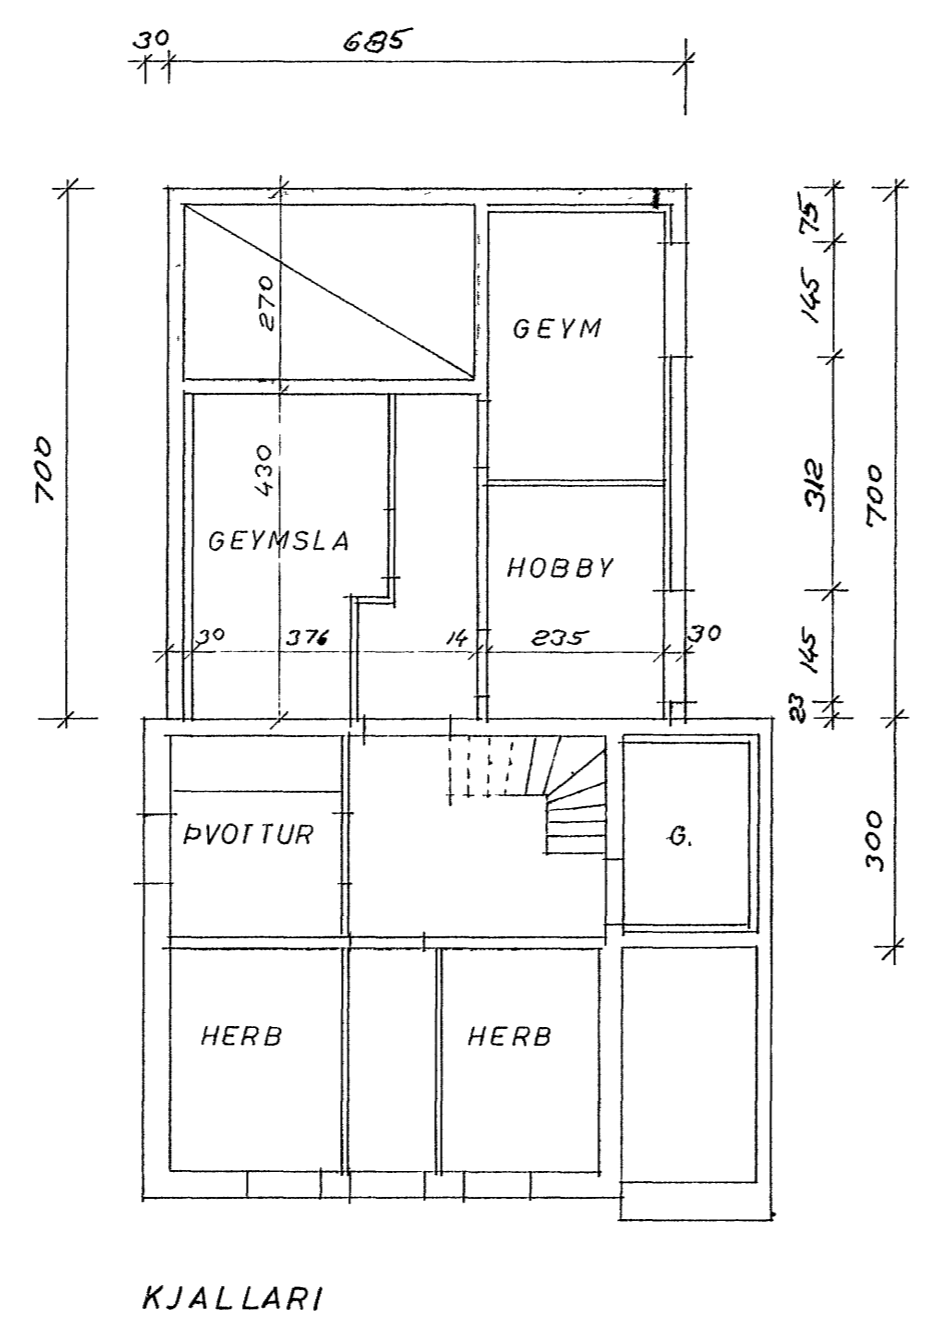 30 685
75
270
145
GEYM
700
430
312
700
GEYMSLA
HOBBY
30 376 14 235 30
145
23
ÞVOTTUR
G.
300
HERB HERB
KJALLARI